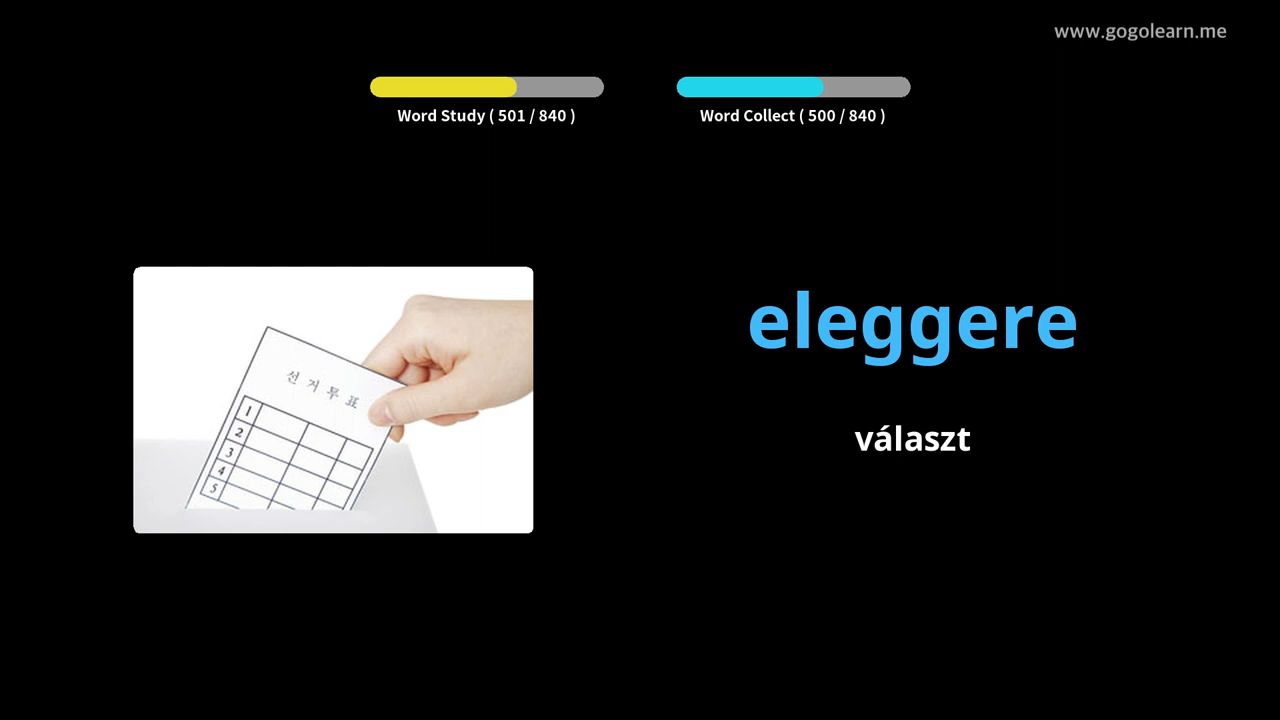 www.gogolearn.me
Word Study ( 501 / 840 )
Word Collect ( 500 / 840 )
선거투표
1
2
3
4
5
eleggere
választ